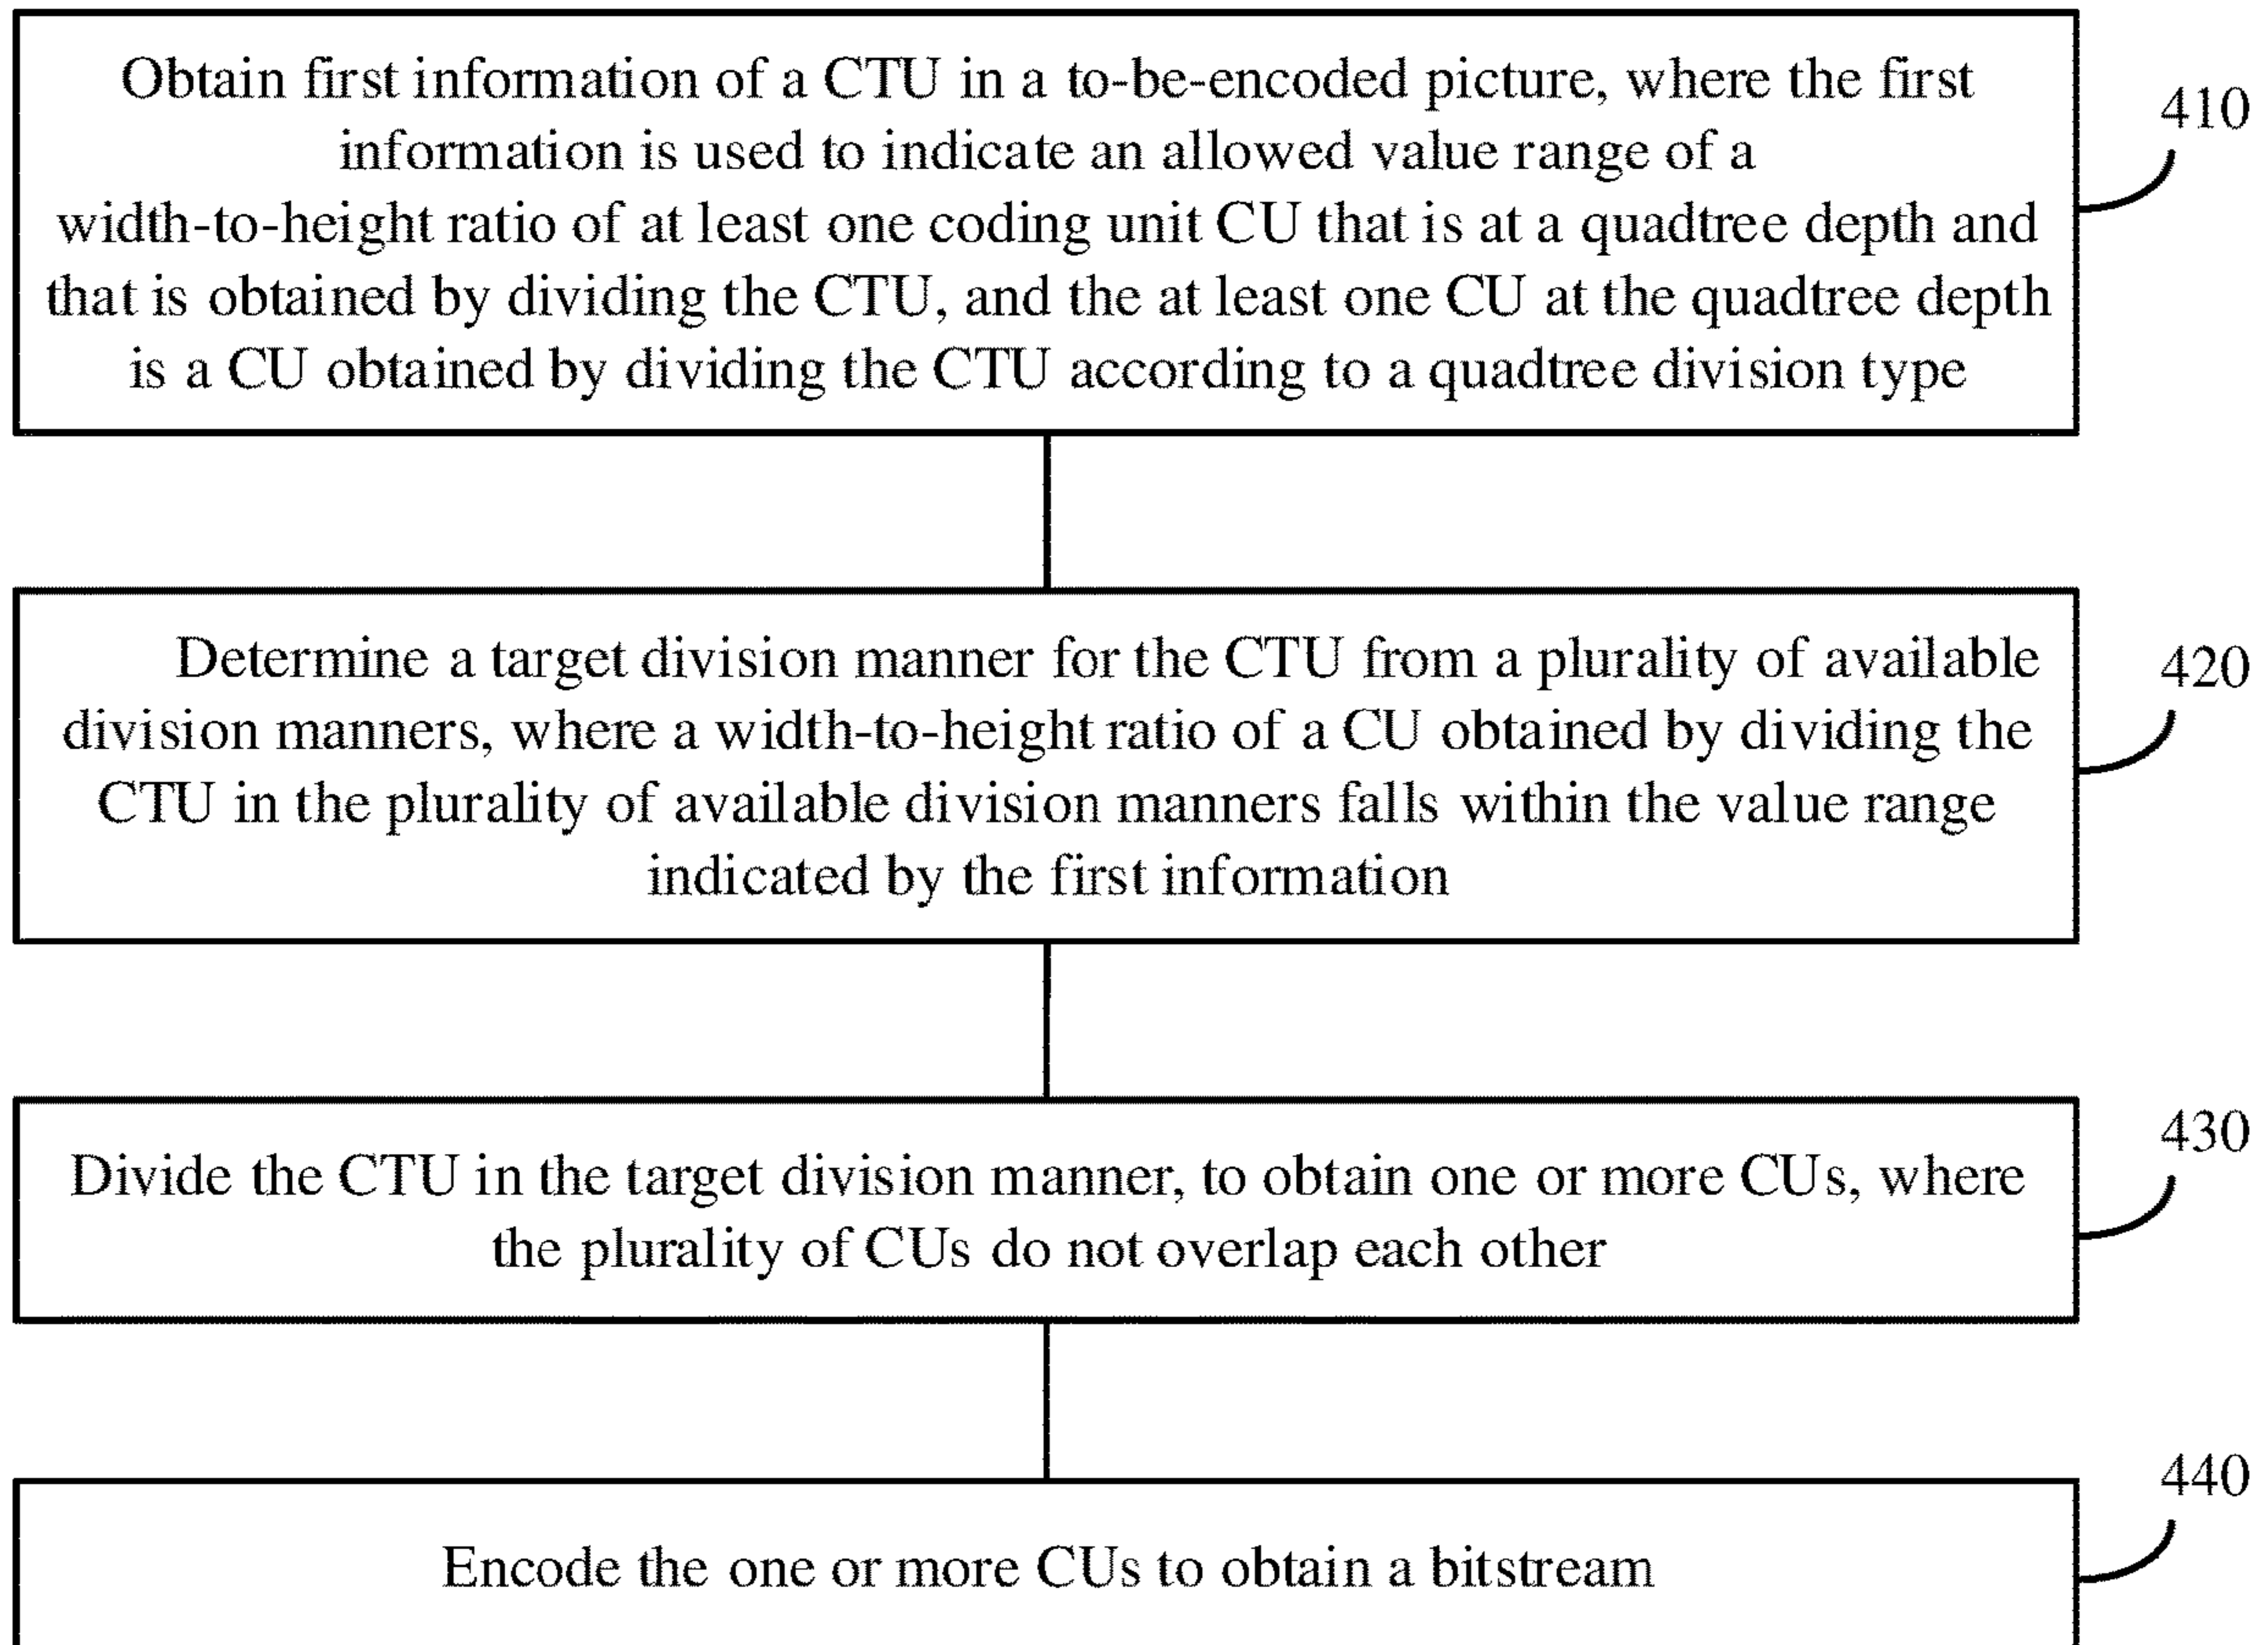 Obtain first information of a CTU in a to-be-encoded picture, where the first
information is used to indicate an allowed value range of a
width-to-height ratio of at least one coding unit CU that is at a quadtree depth and
that is obtained by dividing the CTU, and the at least one CU at the quadtree depth
is a CU obtained by dividing the CTU according to a quadtree division type
410
Determine a target division manner for the CTU from a plurality of available
division manners, where a width-to-height ratio of a CU obtained by dividing the
CTU in the plurality of available division manners falls within the value range
indicated by the first information
420
Divide the CTU in the target division manner, to obtain one or more CUs, where
the plurality of CUs do not overlap each other
430
Encode the one or more CUs to obtain a bitstream
440